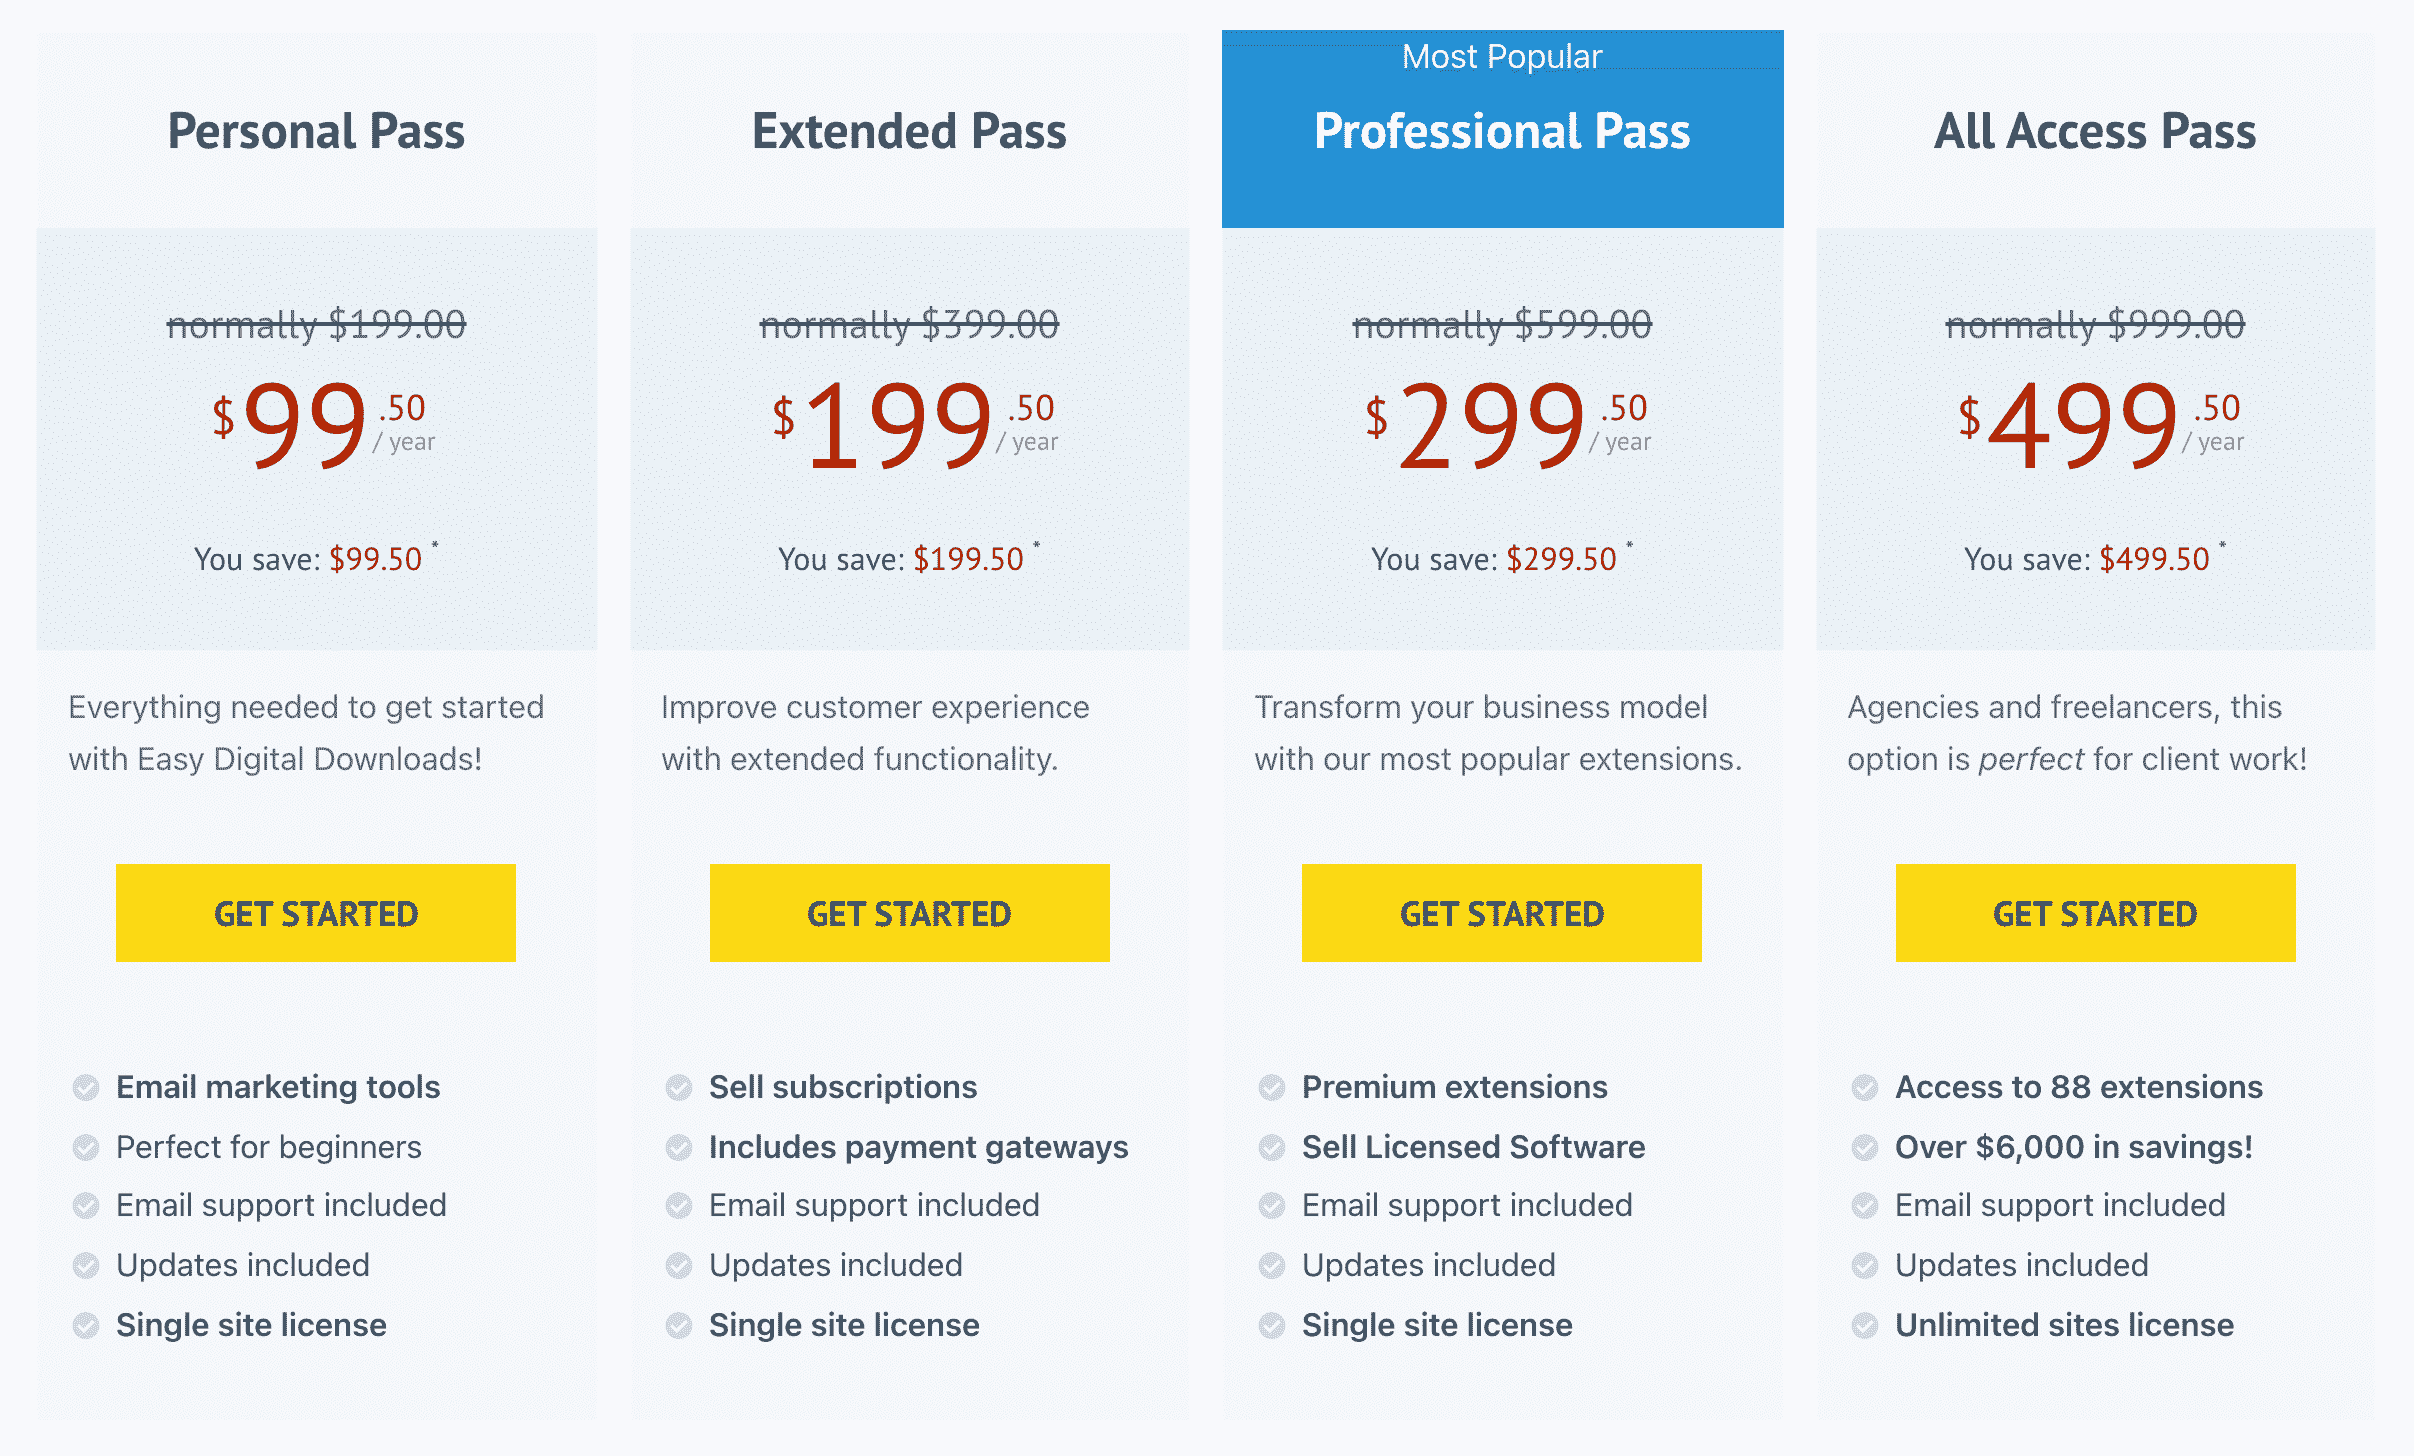 Personal Pass
normally $199.00
$99.50
/ year
You save: $99.50 *
Everything needed to get started
with Easy Digital Downloads!
GET STARTED
Email marketing tools
Perfect for beginners
Email support included
Updates included
Single site license
Extended Pass
normally $399.00
$199.50
/ year
You save: $199.50 *
Improve customer experience
with extended functionality.
GET STARTED
Sell subscriptions
Includes payment gateways
Email support included
Updates included
Single site license
Most Popular
Professional Pass
normally $599.00
$299.50
/ year
You save: $299.50 *
Transform your business model
with our most popular extensions.
GET STARTED
Premium extensions
Sell Licensed Software
Email support included
Updates included
Single site license
All Access Pass
normally $999.00
$499.50
/ year
You save: $499.50 *
Agencies and freelancers, this
option is perfect for client work!
GET STARTED
Access to 88 extensions
Over $6,000 in savings!
Email support included
Updates included
Unlimited sites license